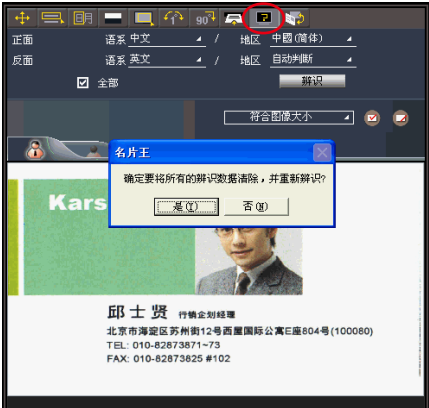 正面 语系 中文 / 地区 中國(简体)
反面 语系 英文 / 地区 自动判断
全部 辨识
符合图像大小
名片王
确定要将所有的辨识数据清除，并重新辨识?
是(Y) 否(N)
Kars
邱士贤 行销企划经理
北京市海淀区苏州街12号西屋国际公寓E座804号(100080)
TEL: 010-82873871~73
FAX: 010-82873825 #102